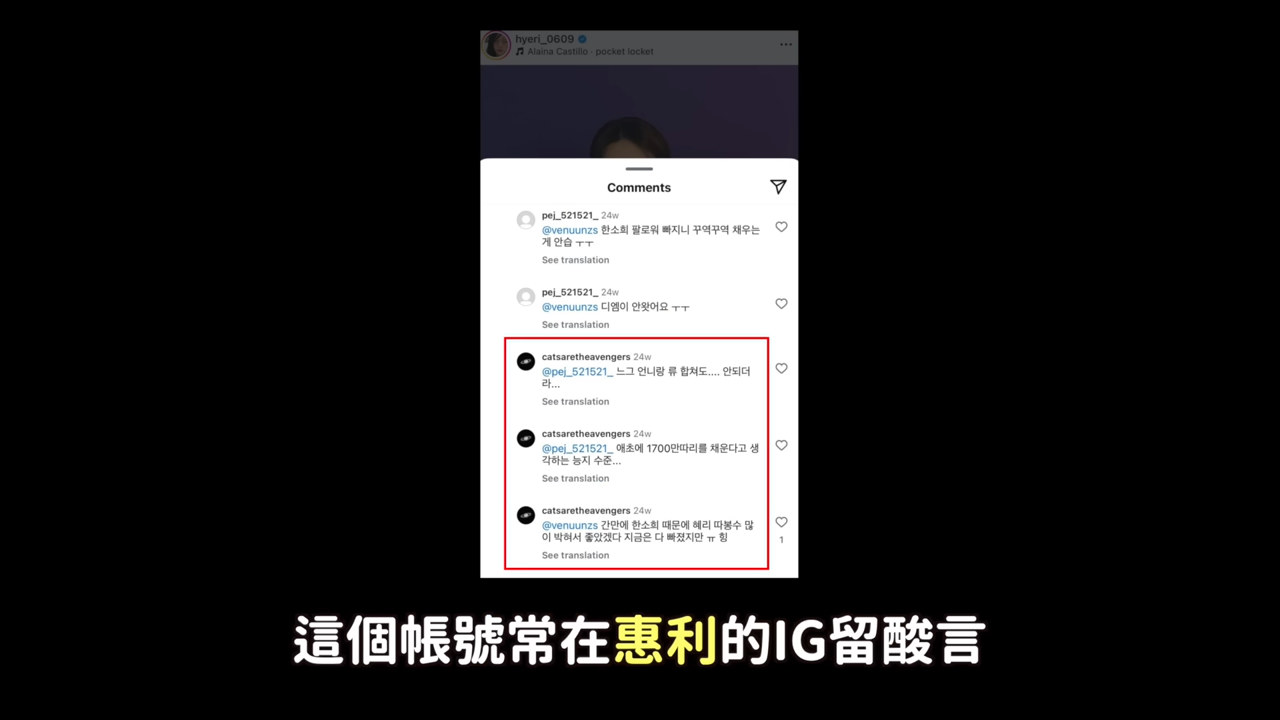 hyeri_0609
Alaina Castillo · pocket locket
Comments
pej_521521_ 24w
@venuunzs 한소희 팔로워 빠지니 꾸역꾸역 채우는
게 안습 ㅜㅜ
See translation
pej_521521_ 24w
@venuunzs 디엠이 안왓어요 ㅜㅜ
See translation
catsaretheavengers 24w
@pej_521521_ 느그 언니랑 류 합쳐도.... 안되더
라...
See translation
catsaretheavengers 24w
@pej_521521_ 애초에 1700만따리를 채운다고 생
각하는 능지 수준...
See translation
catsaretheavengers 24w
@venuunzs 간만에 한소희 때문에 혜리 따봉수 많
이 박혀서 좋았겠다 지금은 다 빠졌지만 ㅠ 힝
1
See translation
這個帳號常在惠利的IG留酸言